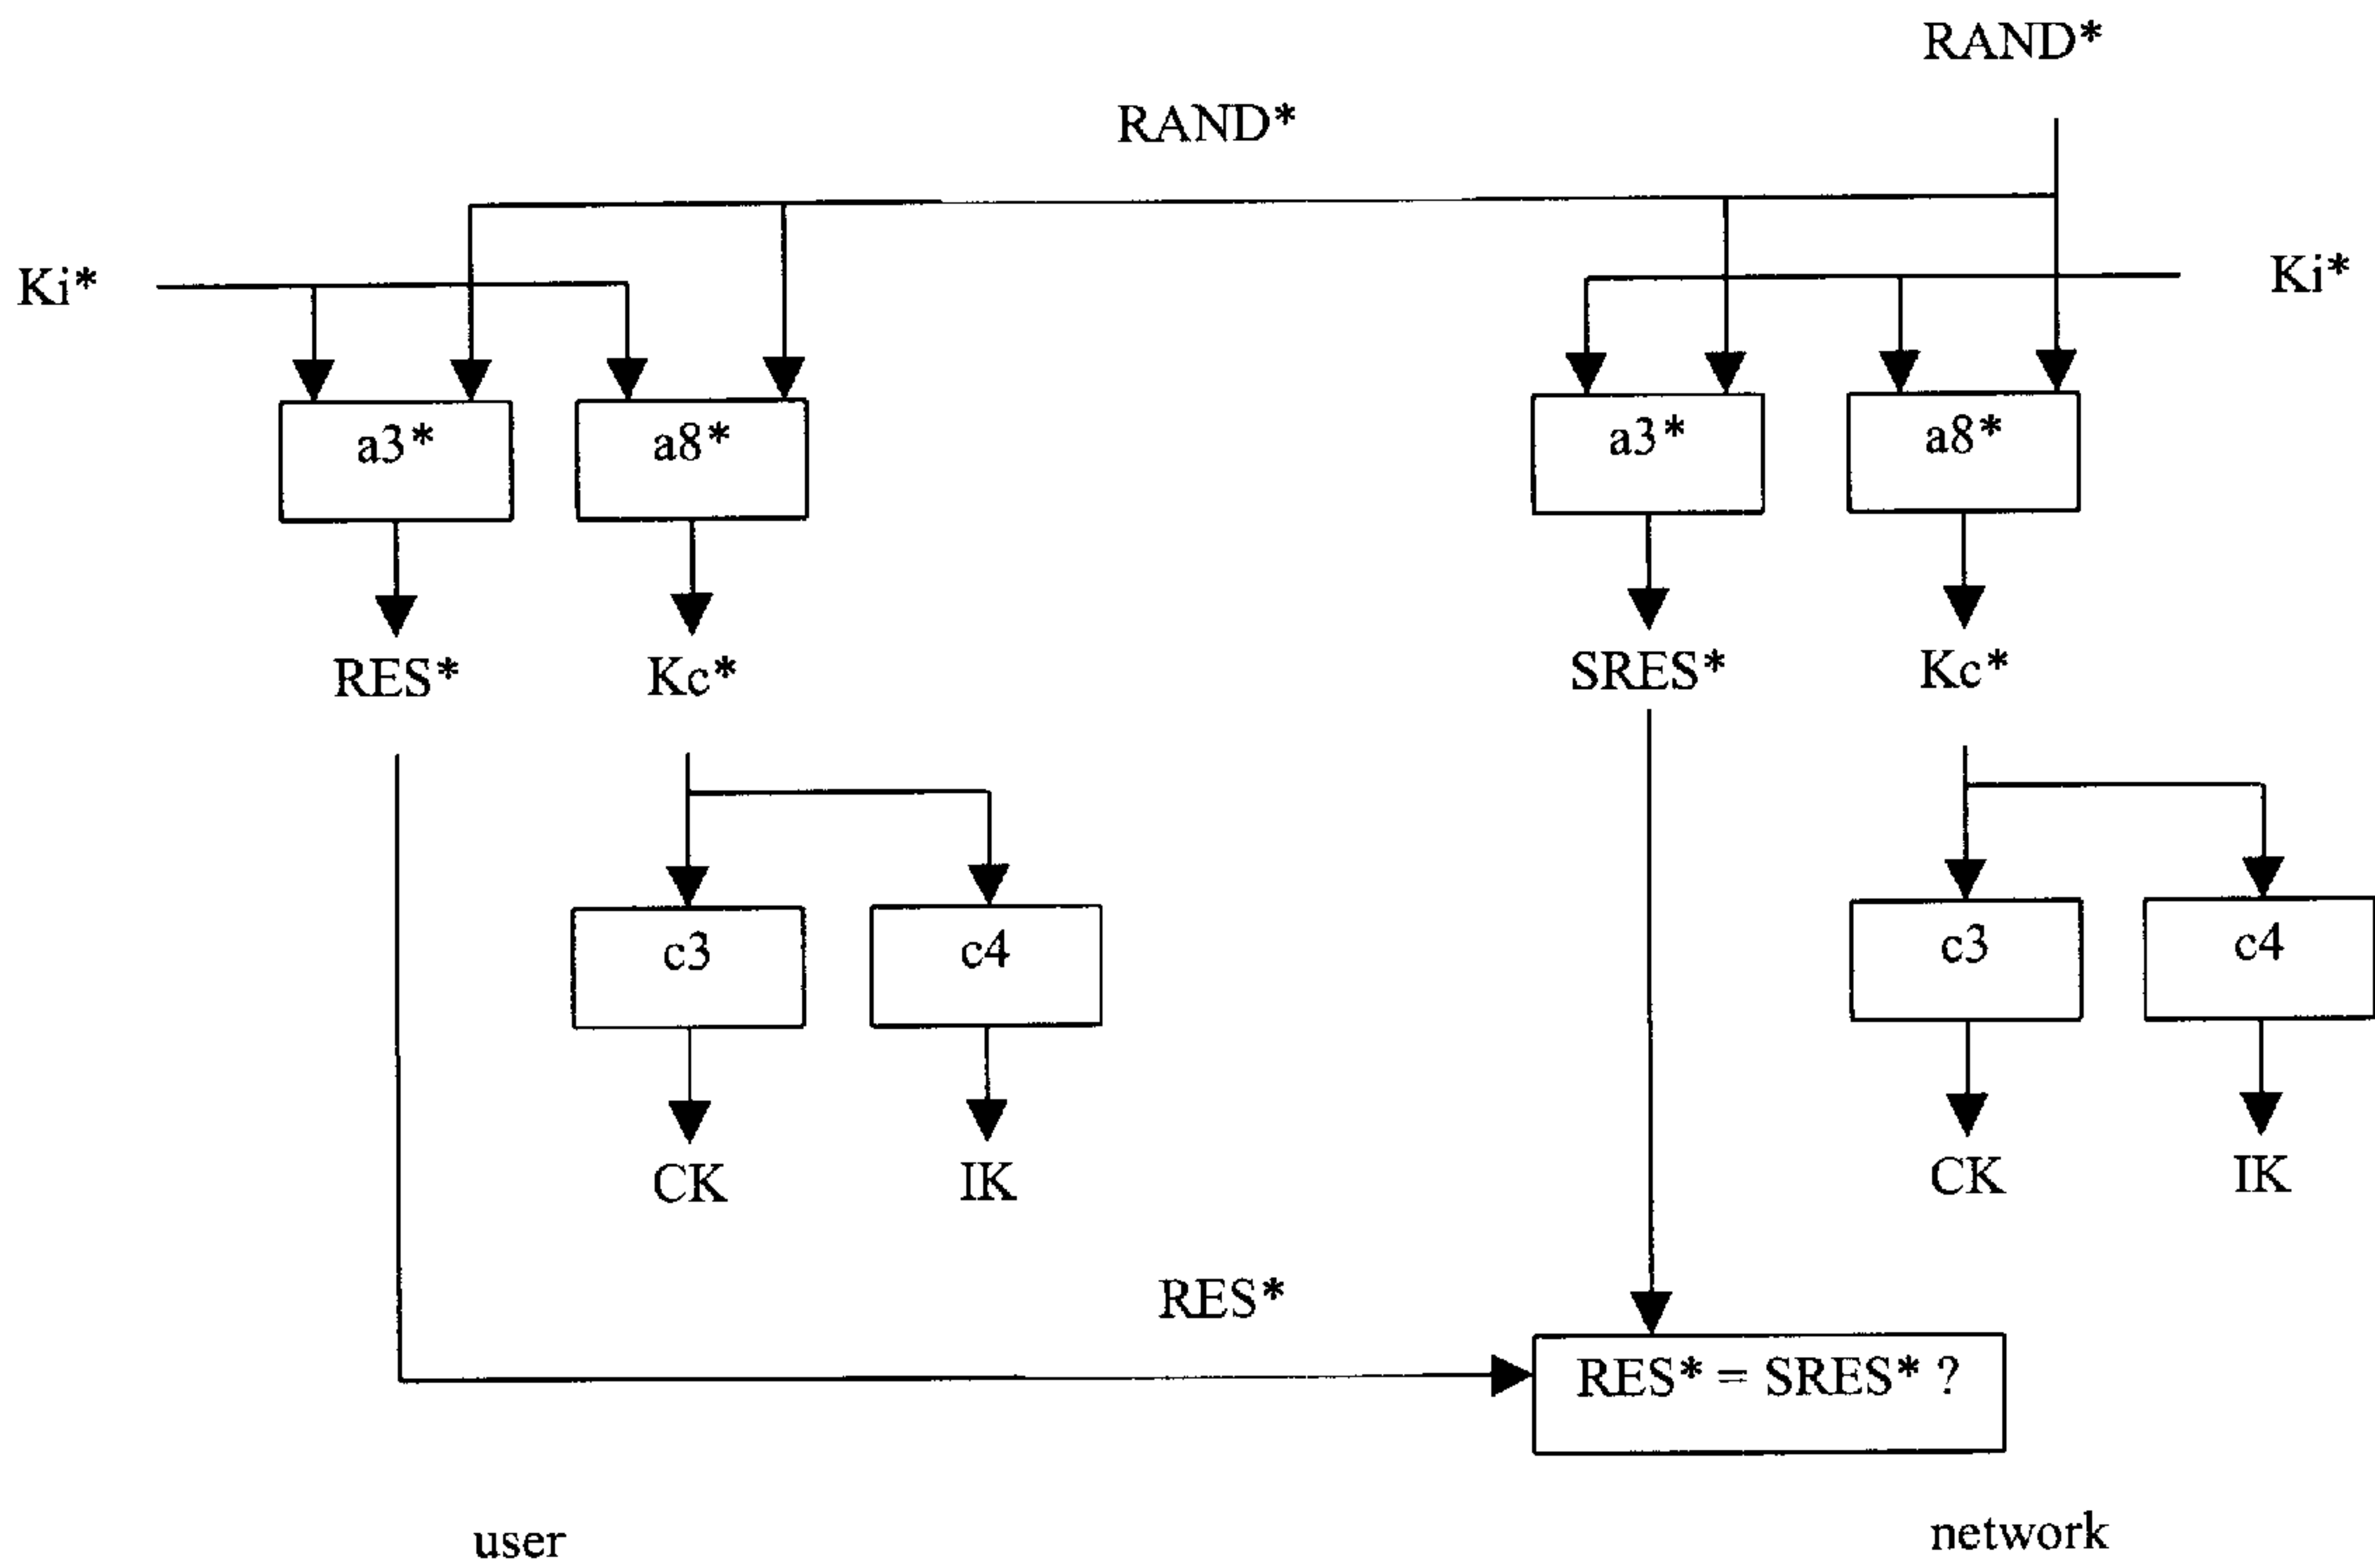 RAND*
RAND*
Ki*
Ki*
a3*
a8*
a3*
a8*
RES*
Kc*
SRES*
Kc*
c3
c4
c3
c4
CK
IK
CK
IK
RES*
RES* = SRES* ?
user
network